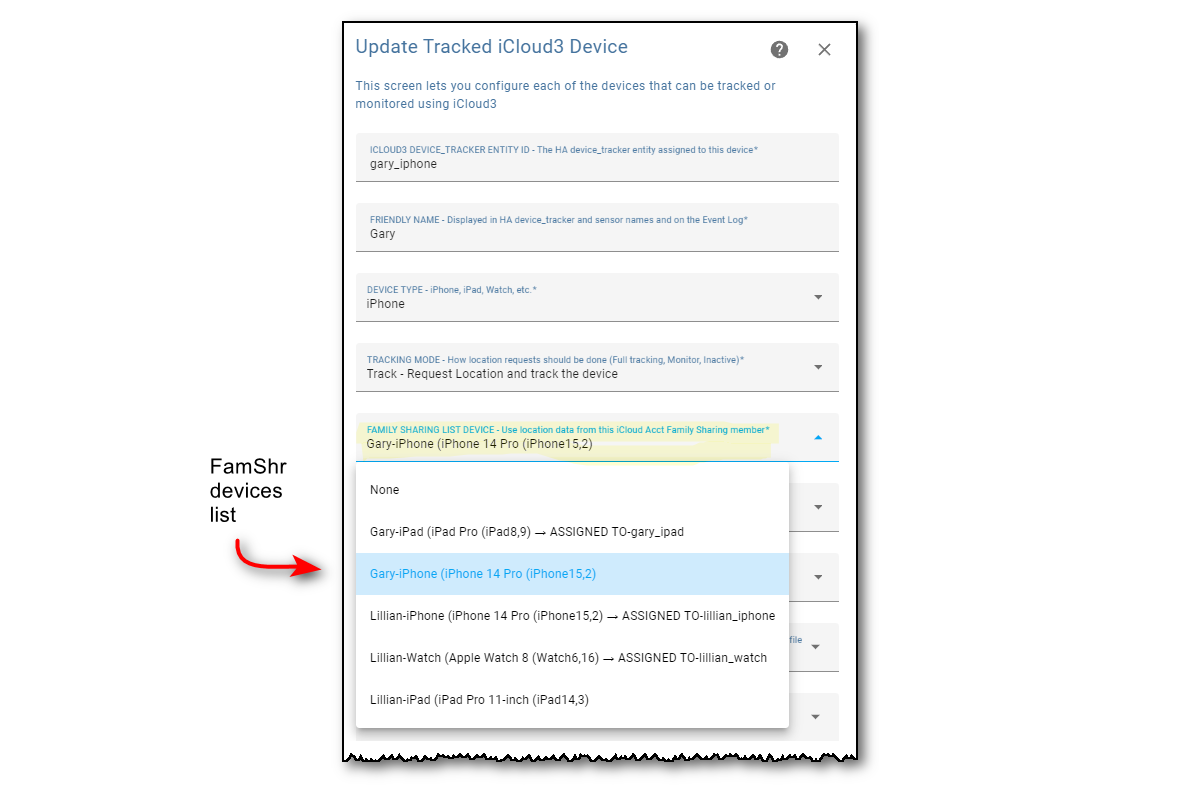 Update Tracked iCloud3 Device
This screen lets you configure each of the devices that can be tracked or
monitored using iCloud3
ICLOUD3 DEVICE_TRACKER ENTITY ID - The HA device_tracker entity assigned to this device*
gary_iphone
FRIENDLY NAME - Displayed in HA device_tracker and sensor names and on the Event Log*
Gary
DEVICE TYPE - iPhone, iPad, Watch, etc.*
iPhone
TRACKING MODE - How location requests should be done (Full tracking, Monitor, Inactive)*
Track - Request Location and track the device
FAMILY SHARING LIST DEVICE - Use location data from this iCloud Acct Family Sharing member*
Gary-iPhone (iPhone 14 Pro (iPhone15,2)
FamShr
devices
list
None
Gary-iPad (iPad Pro (iPad8,9) → ASSIGNED TO-gary_ipad
Gary-iPhone (iPhone 14 Pro (iPhone15,2)
Lillian-iPhone (iPhone 14 Pro (iPhone15,2) → ASSIGNED TO-lillian_iphone
file
Lillian-Watch (Apple Watch 8 (Watch6,16) → ASSIGNED TO-lillian_watch
Lillian-iPad (iPad Pro 11-inch (iPad14,3)